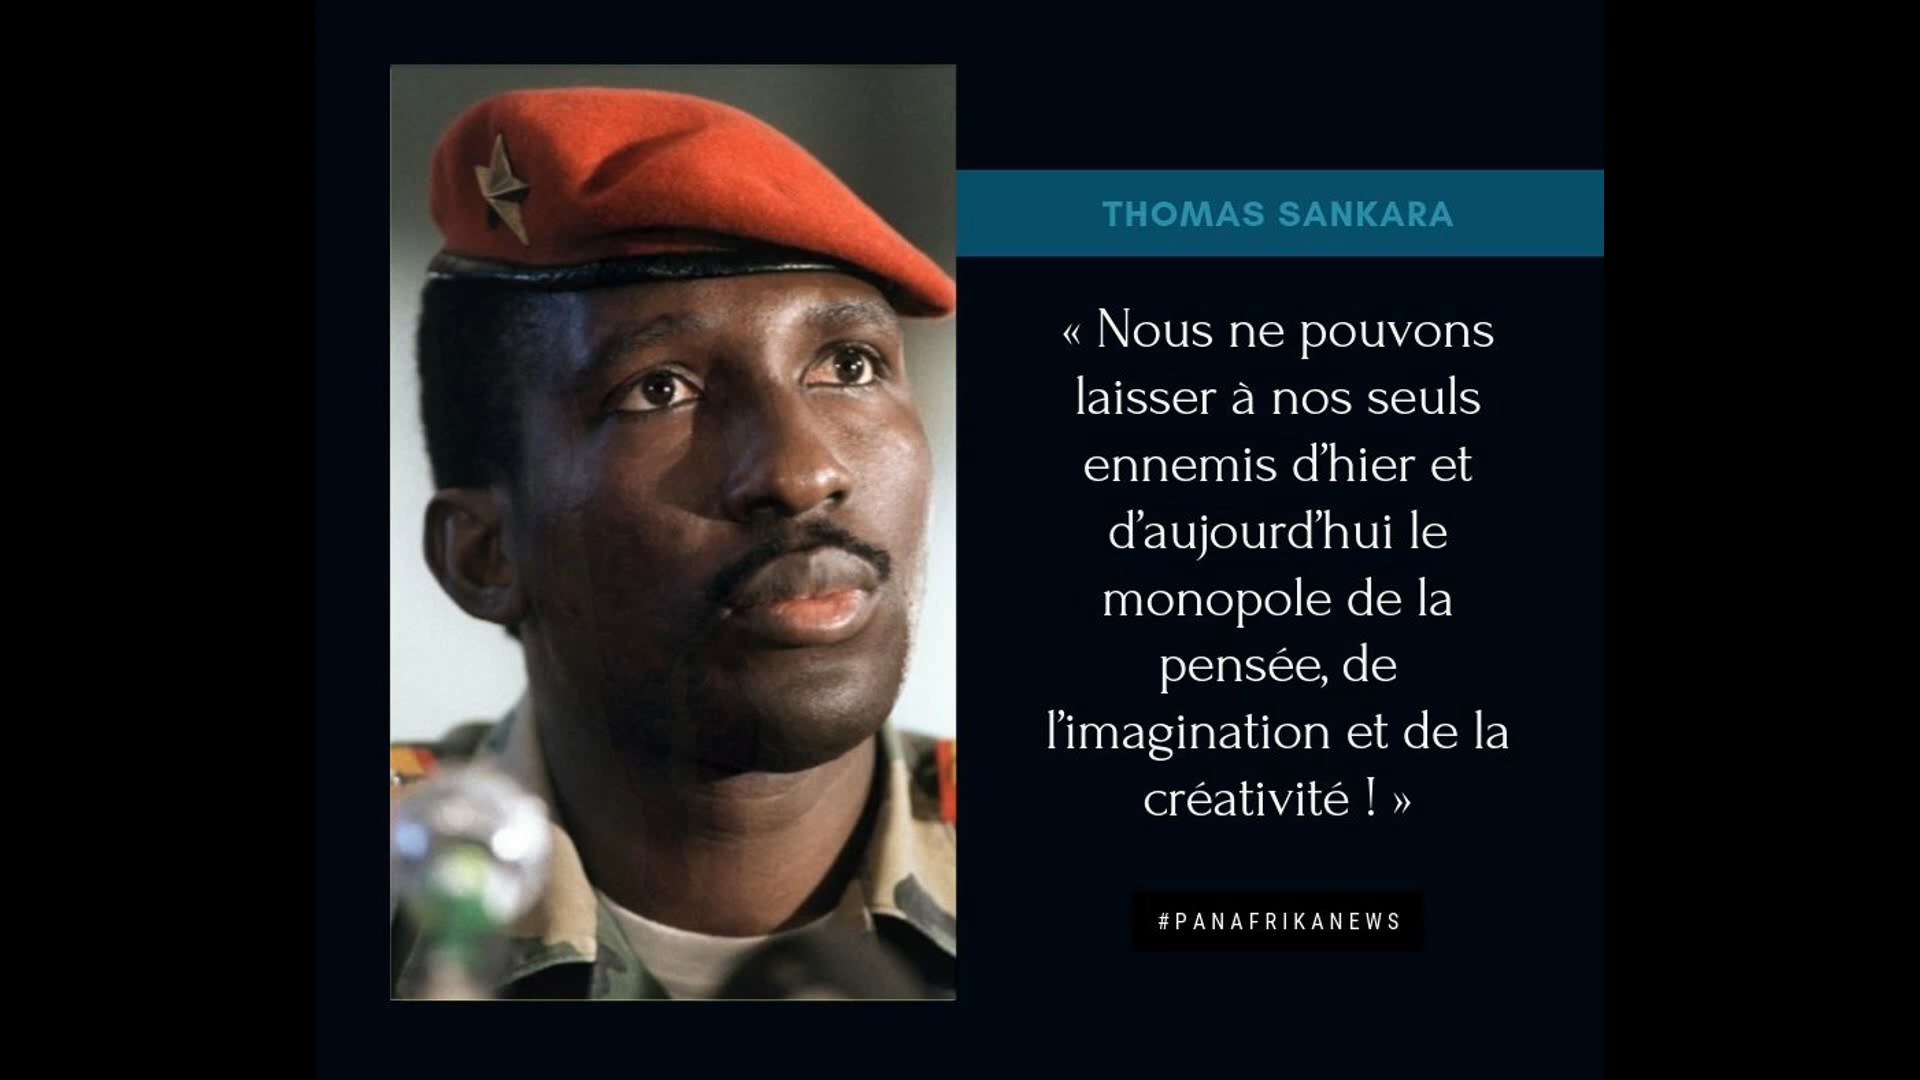 THOMAS SANKARA
« Nous ne pouvons
laisser à nos seuls
ennemis d’hier et
d’aujourd’hui le
monopole de la
pensée, de
l’imagination et de la
créativité ! »
#PANAFRIKANEWS